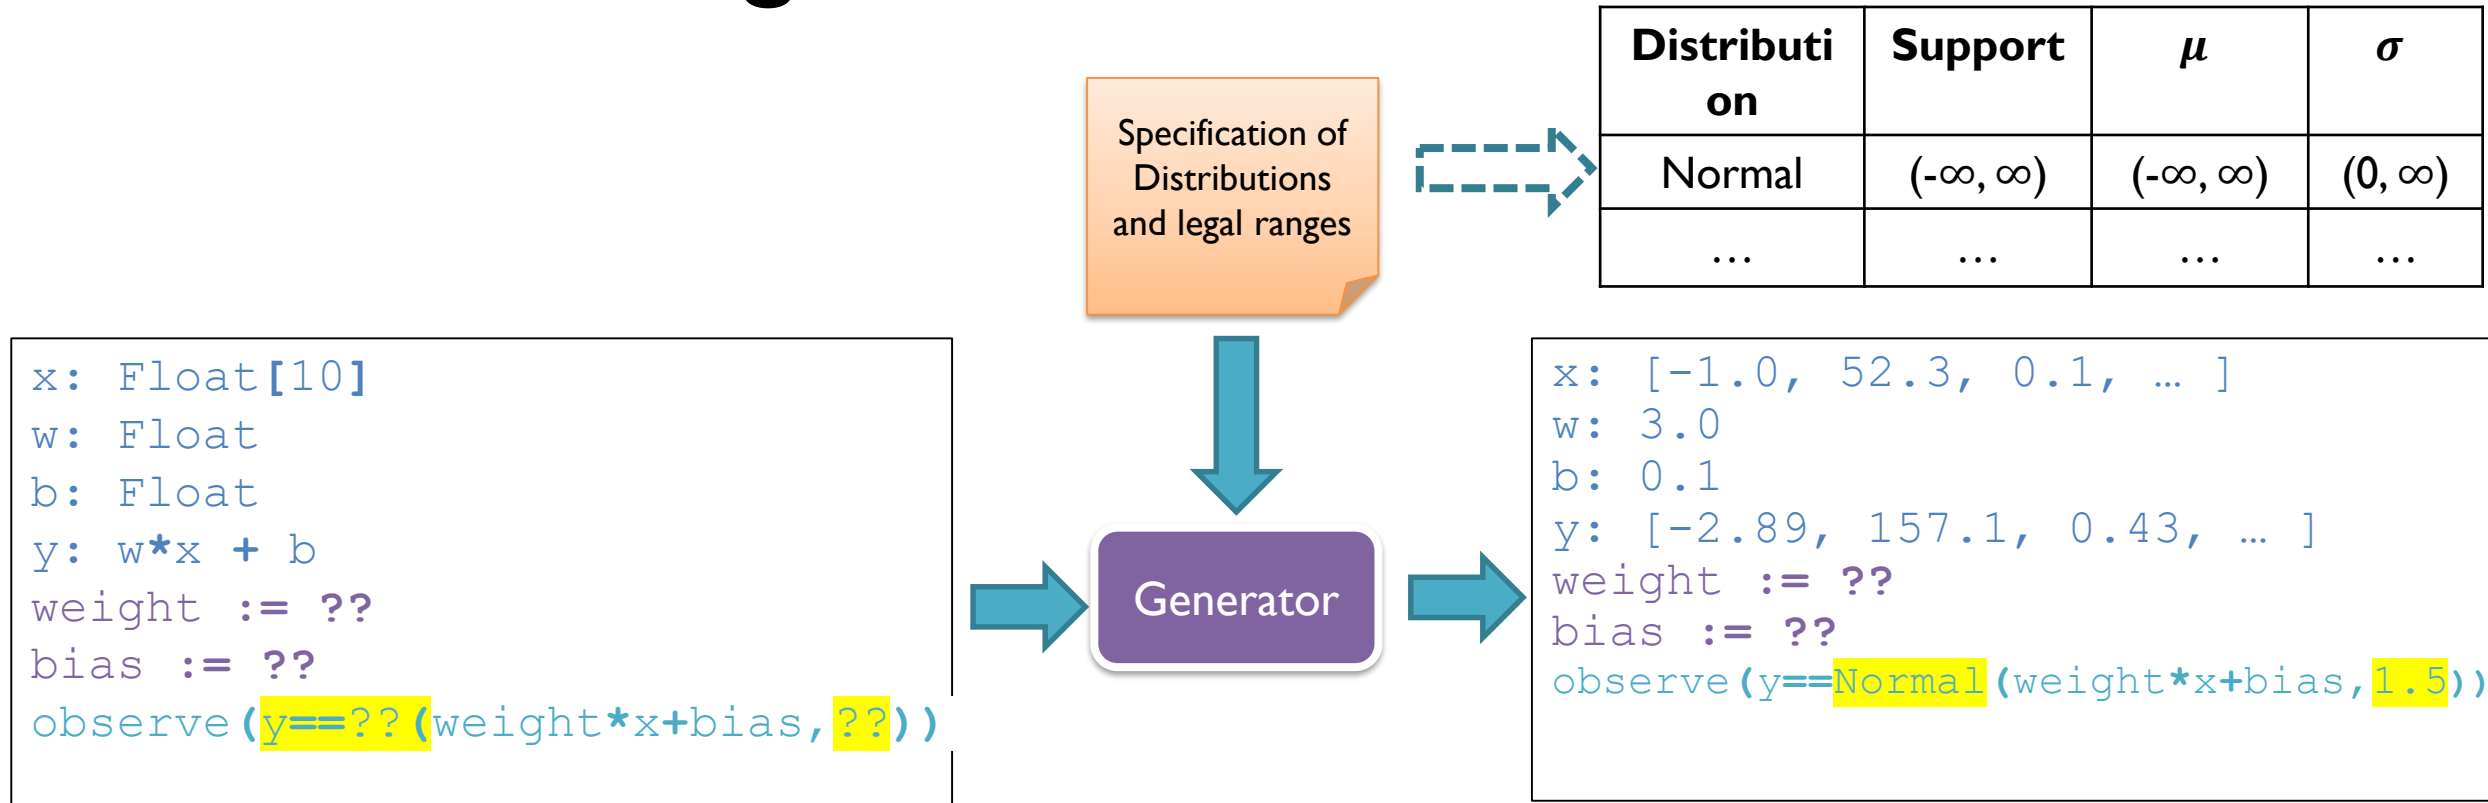 Distributi
on
Support
μ
σ
Normal
(-∞, ∞)
(-∞, ∞)
(0, ∞)
…
…
…
…
Specification of
Distributions
and legal ranges
x: Float[10]
w: Float
b: Float
y: w*x + b
weight := ??
bias := ??
observe(y==??(weight*x+bias,??))
Generator
x: [-1.0, 52.3, 0.1, … ]
w: 3.0
b: 0.1
y: [-2.89, 157.1, 0.43, … ]
weight := ??
bias := ??
observe(y==Normal(weight*x+bias,1.5))